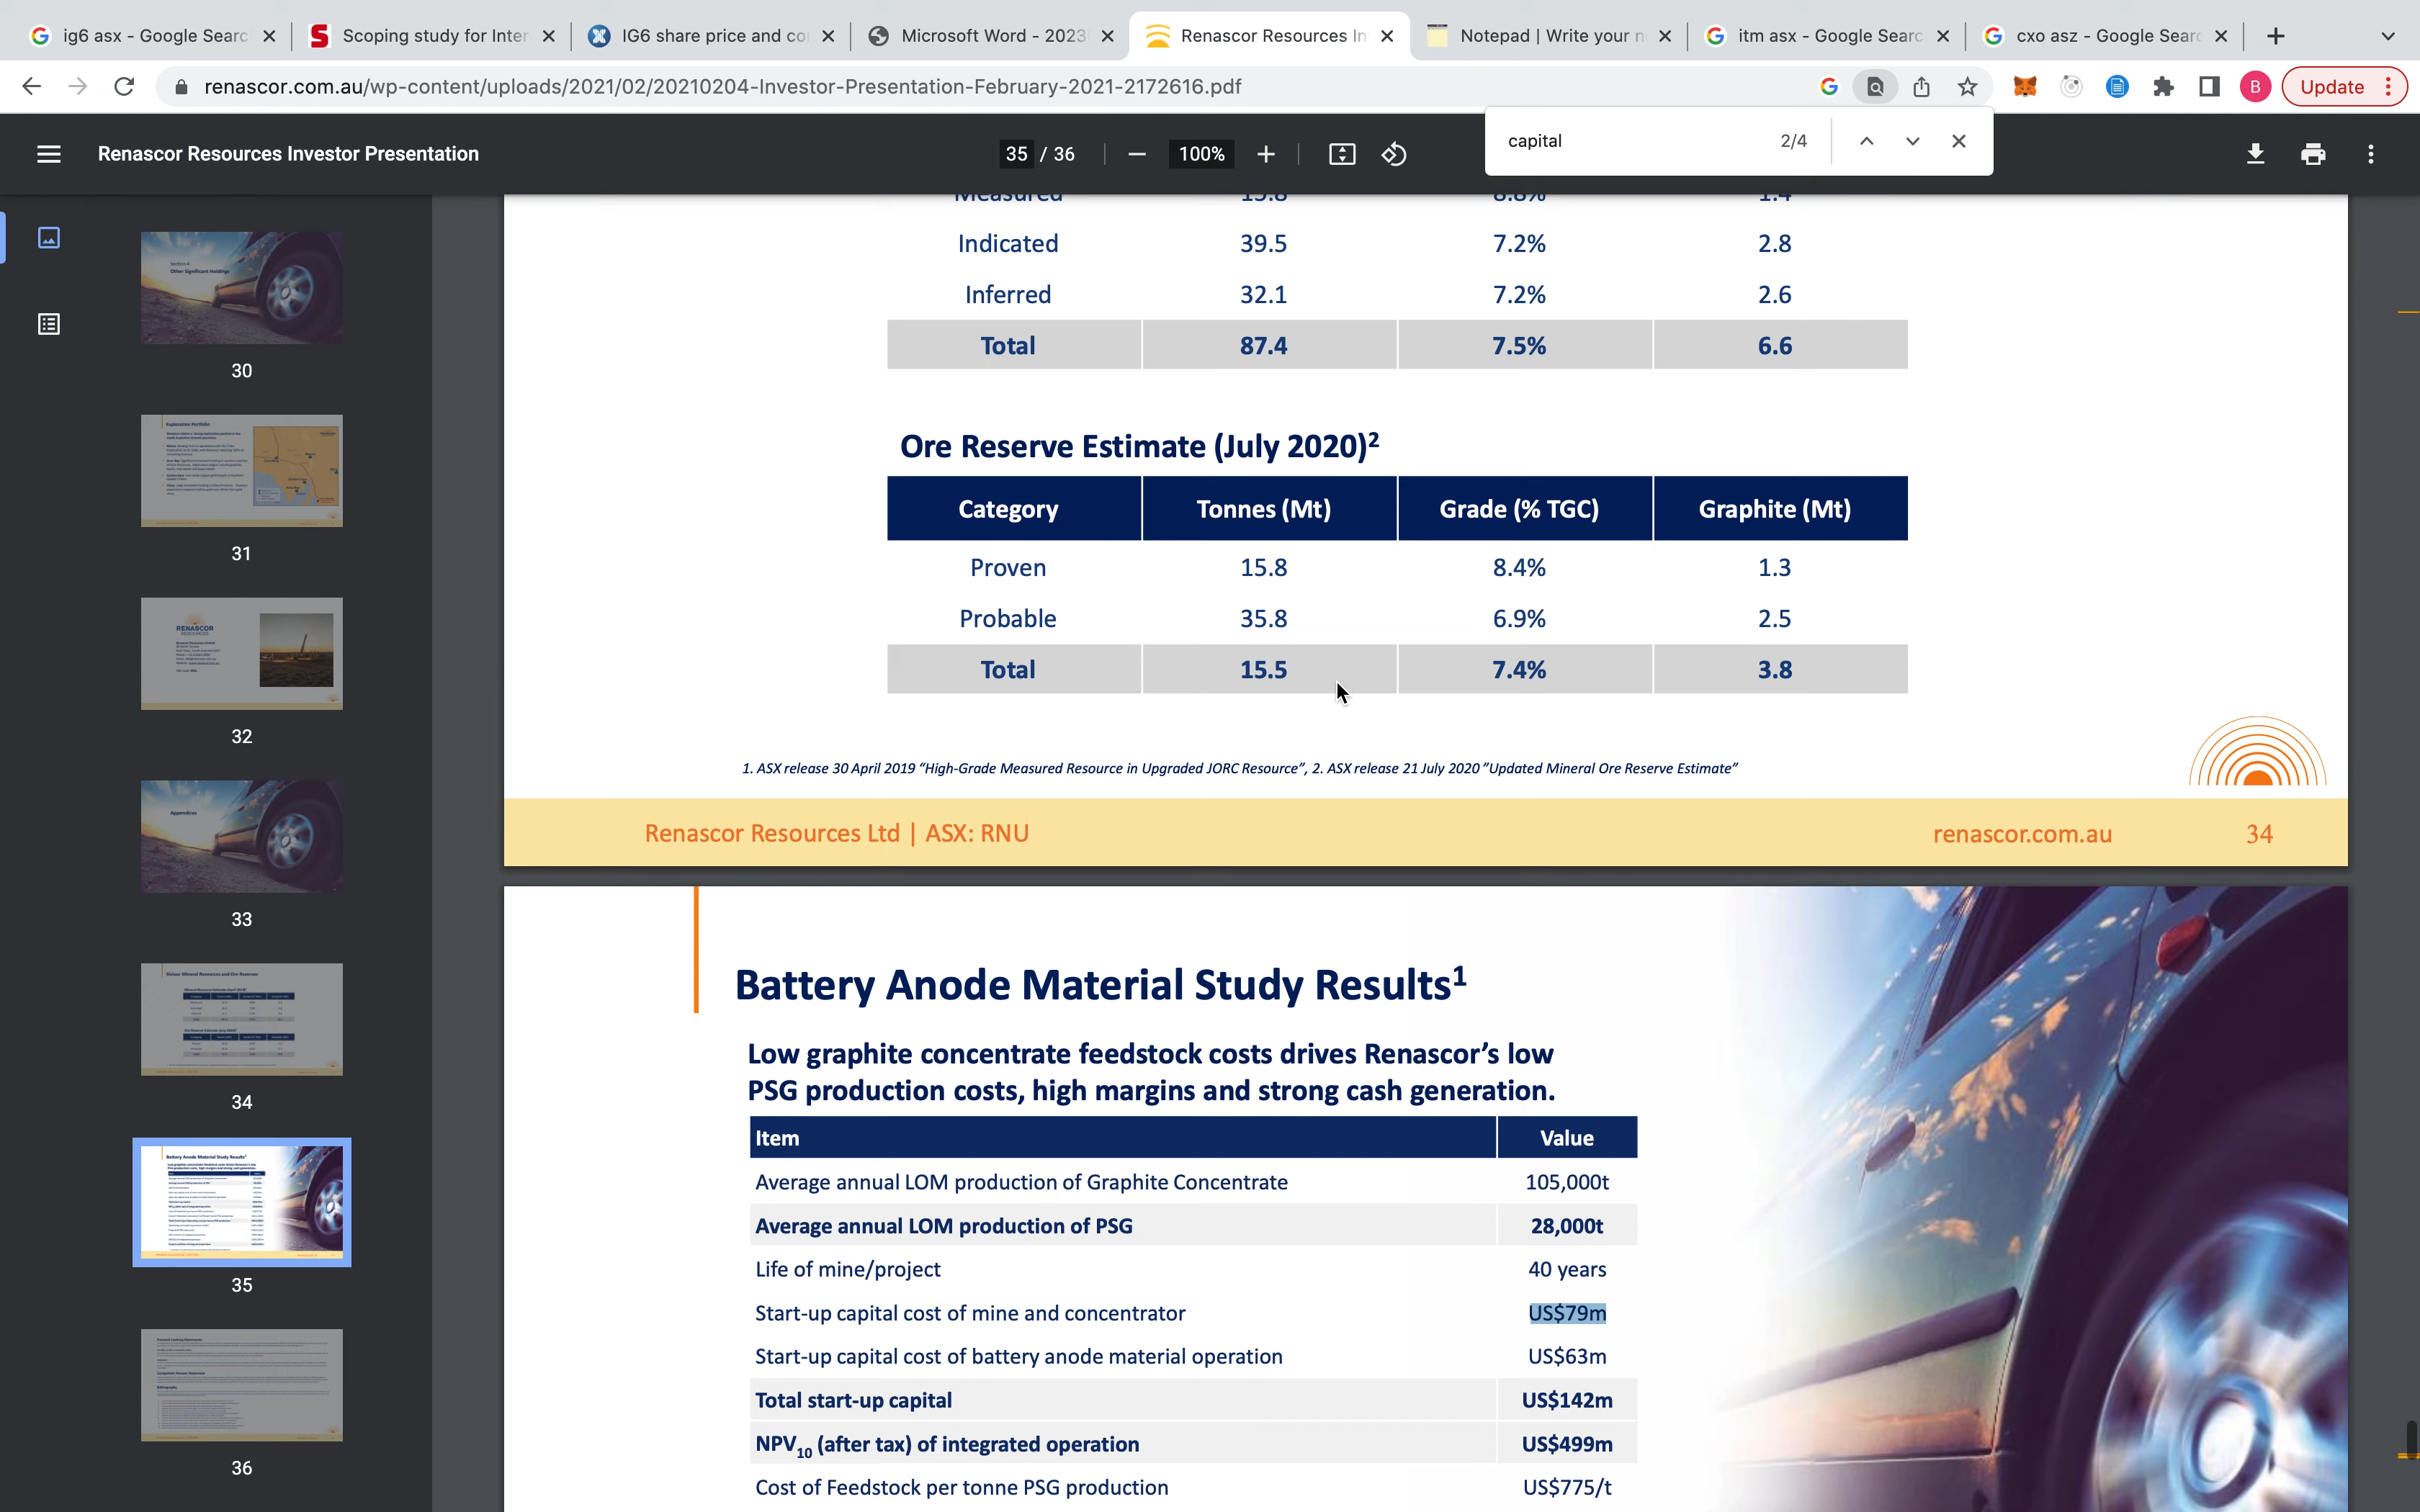 ig6 asx - Google Searc
Scoping study for Inter
IG6 share price and co
Microsoft Word - 2023
Renascor Resources In
Notepad | Write your n
itm asx - Google Searc
cxo asz - Google Searc
renascor.com.au/wp-content/uploads/2021/02/20210204-Investor-Presentation-February-2021-2172616.pdf
B
Update
capital 2/4
Renascor Resources Investor Presentation
35 / 36
100%
30
31
32
33
34
35
36
Measured 15.8 8.8% 1.4
Indicated 39.5 7.2% 2.8
Inferred 32.1 7.2% 2.6
Total 87.4 7.5% 6.6
Ore Reserve Estimate (July 2020)²
Category Tonnes (Mt) Grade (% TGC) Graphite (Mt)
Proven 15.8 8.4% 1.3
Probable 35.8 6.9% 2.5
Total 15.5 7.4% 3.8
1. ASX release 30 April 2019 “High-Grade Measured Resource in Upgraded JORC Resource”, 2. ASX release 21 July 2020 ”Updated Mineral Ore Reserve Estimate”
Renascor Resources Ltd | ASX: RNU renascor.com.au 34
Battery Anode Material Study Results¹
Low graphite concentrate feedstock costs drives Renascor’s low
PSG production costs, high margins and strong cash generation.
Item Value
Average annual LOM production of Graphite Concentrate 105,000t
Average annual LOM production of PSG 28,000t
Life of mine/project 40 years
Start-up capital cost of mine and concentrator US$79m
Start-up capital cost of battery anode material operation US$63m
Total start-up capital US$142m
NPV₁₀ (after tax) of integrated operation US$499m
Cost of Feedstock per tonne PSG production US$775/t